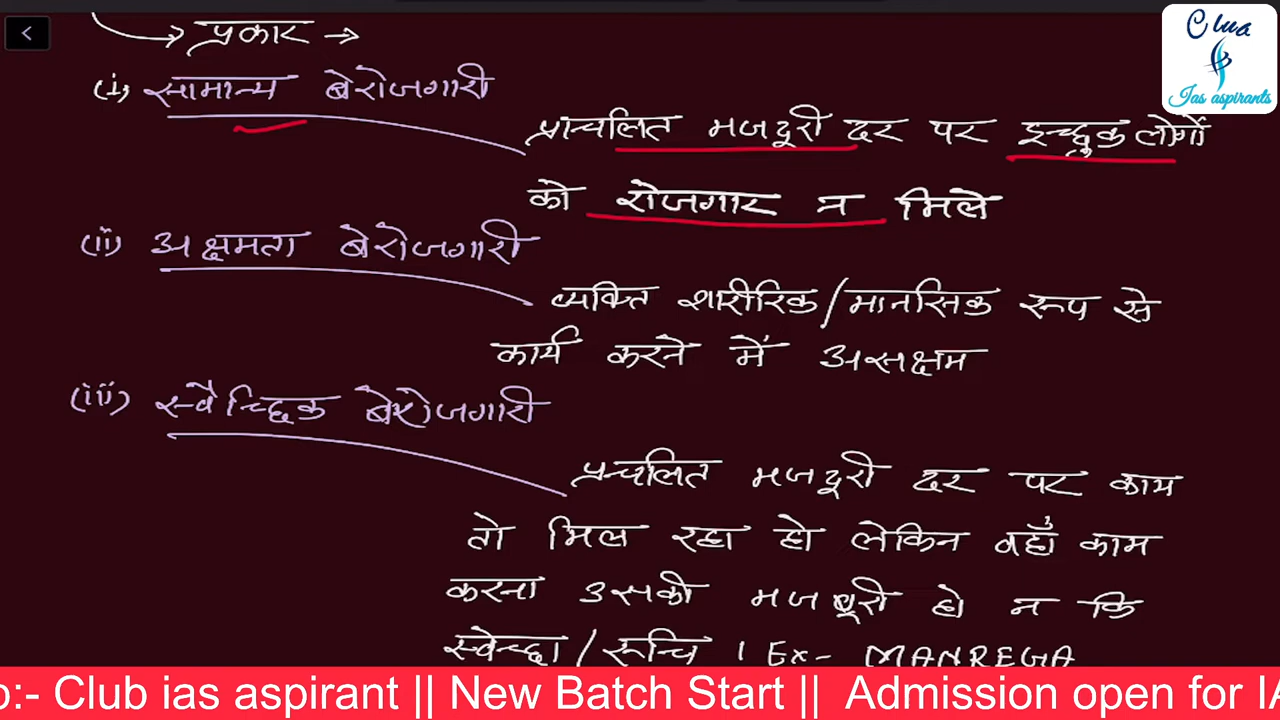 → प्रकार →
(i) सामान्य बेरोजगारी
प्रचलित मजदूरी दर पर इच्छुक लोगों
को रोजगार न मिले
(ii) अक्षमता बेरोजगारी
व्यक्ति शारीरिक/मानसिक रूप से
कार्य करने में असक्षम
(iii) स्वैच्छिक बेरोजगारी
प्रचलित मजदूरी दर पर काम
तो मिल रहा हो लेकिन वहाँ काम
करना उसकी मजबूरी हो न कि
स्वेच्छा/रूचि । Ex- MANREGA
Club
Ias aspirants
o:- Club ias aspirant || New Batch Start || Admission open for IA